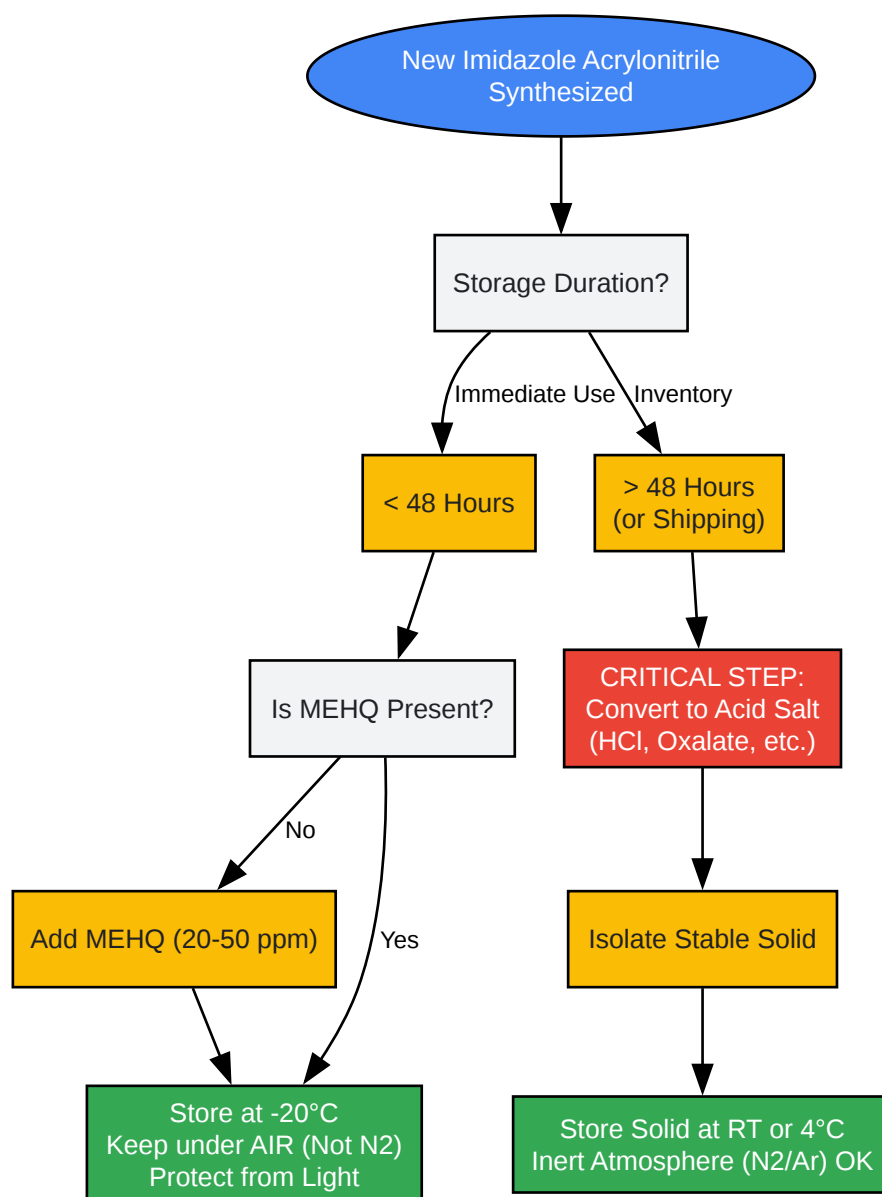 New Imidazole Acrylonitrile
Synthesized
Storage Duration?
Immediate Use
Inventory
< 48 Hours
> 48 Hours
(or Shipping)
Is MEHQ Present?
CRITICAL STEP:
Convert to Acid Salt
(HCl, Oxalate, etc.)
No
Yes
Add MEHQ (20-50 ppm)
Isolate Stable Solid
Store at -20°C
Keep under AIR (Not N2)
Protect from Light
Store Solid at RT or 4°C
Inert Atmosphere (N2/Ar) OK